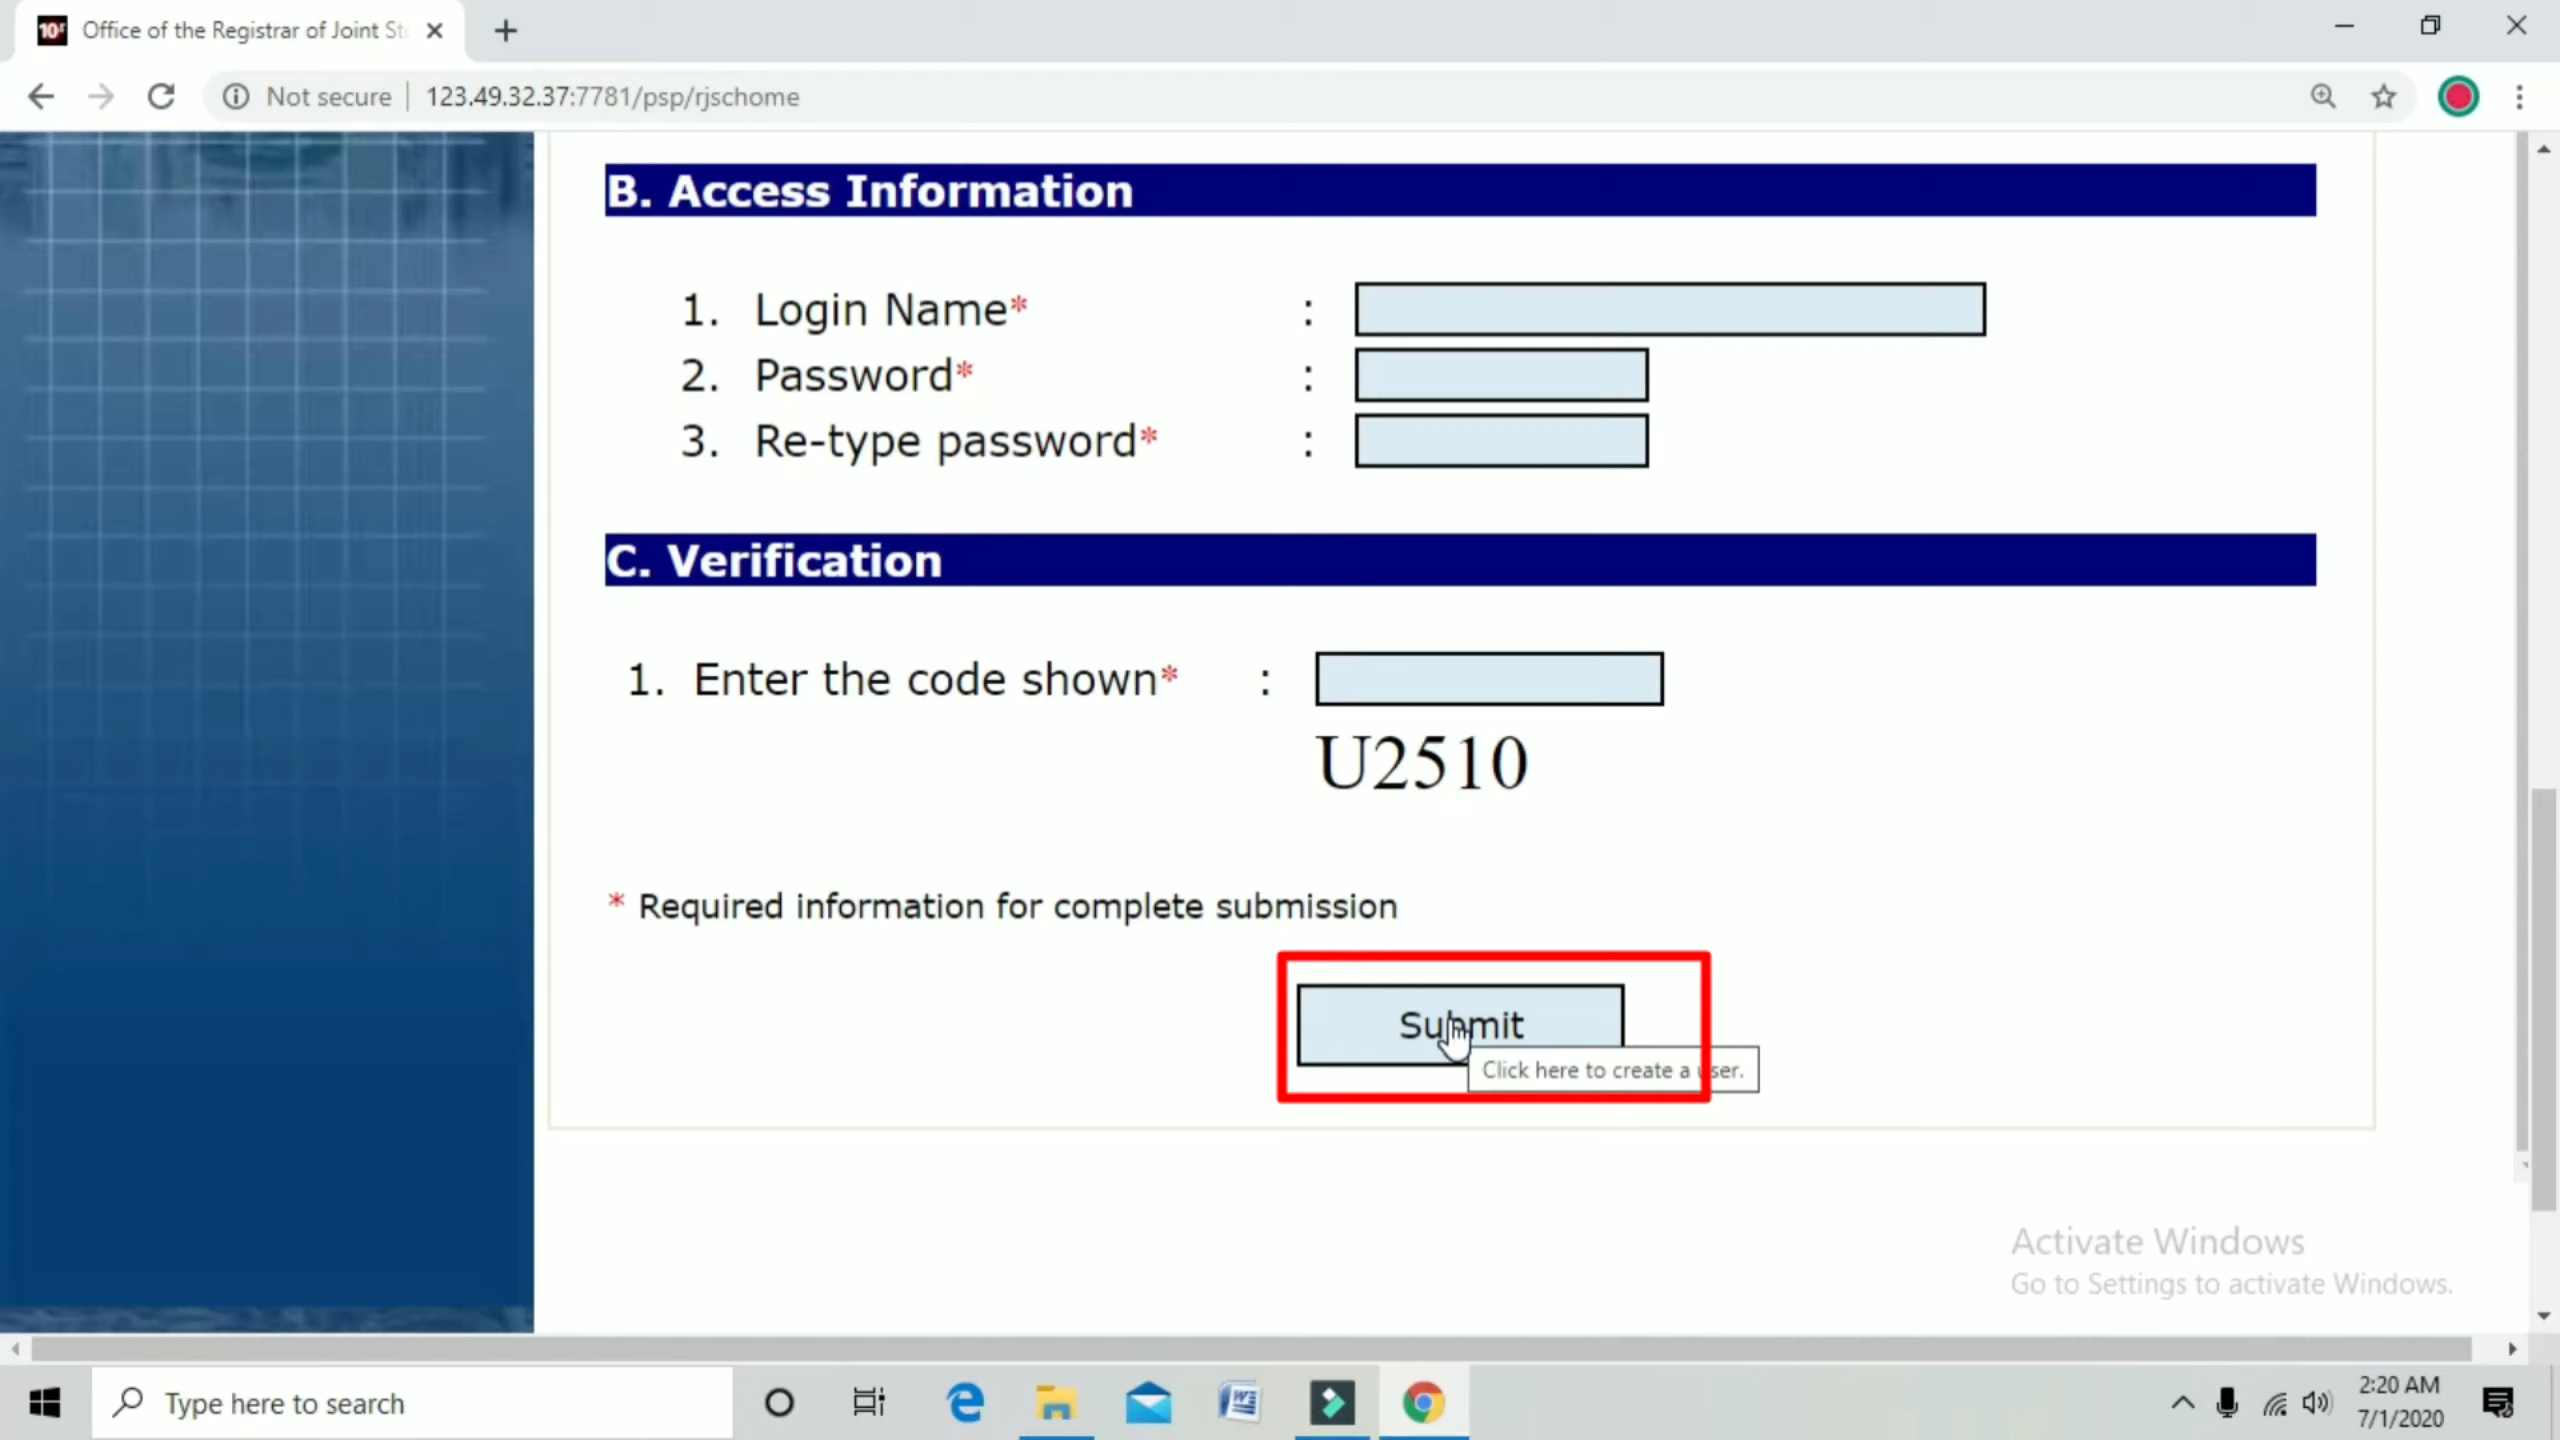 Office of the Registrar of Joint St
Not secure | 123.49.32.37:7781/psp/rjschome
B. Access Information
1. Login Name* :
2. Password* :
3. Re-type password* :
C. Verification
1. Enter the code shown* :
U2510
* Required information for complete submission
Submit
Click here to create a user.
Activate Windows
Go to Settings to activate Windows.
Type here to search
2:20 AM
7/1/2020